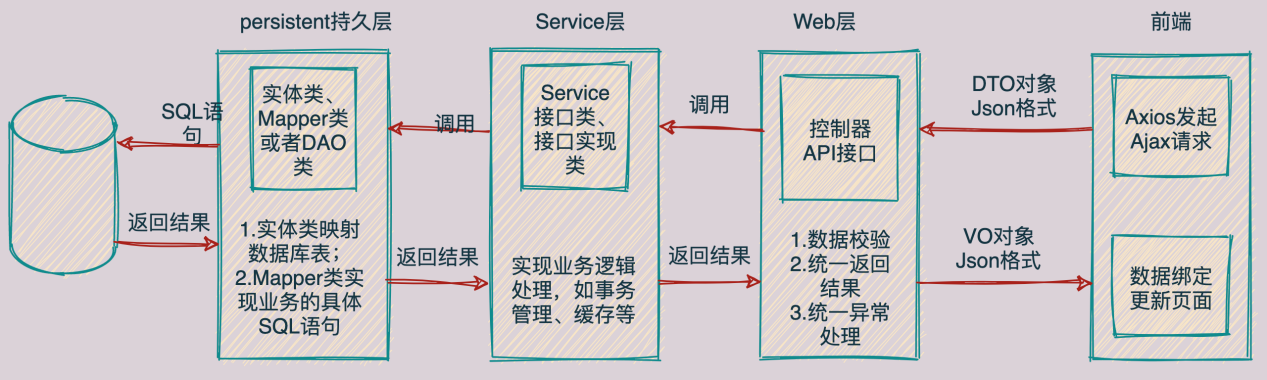 persistent持久层
Service层
Web层
前端
SQL语
句
返回结果
实体类、
Mapper类
或者DAO
类
1.实体类映射
数据库表；
2.Mapper类实
现业务的具体
SQL语句
调用
返回结果
Service
接口类、
接口实现
类
实现业务逻辑
处理，如事务
管理、缓存等
调用
返回结果
控制器
API接口
1.数据校验
2.统一返回
结果
3.统一异常
处理
DTO对象
Json格式
VO对象
Json格式
Axios发起
Ajax请求
数据绑定
更新页面